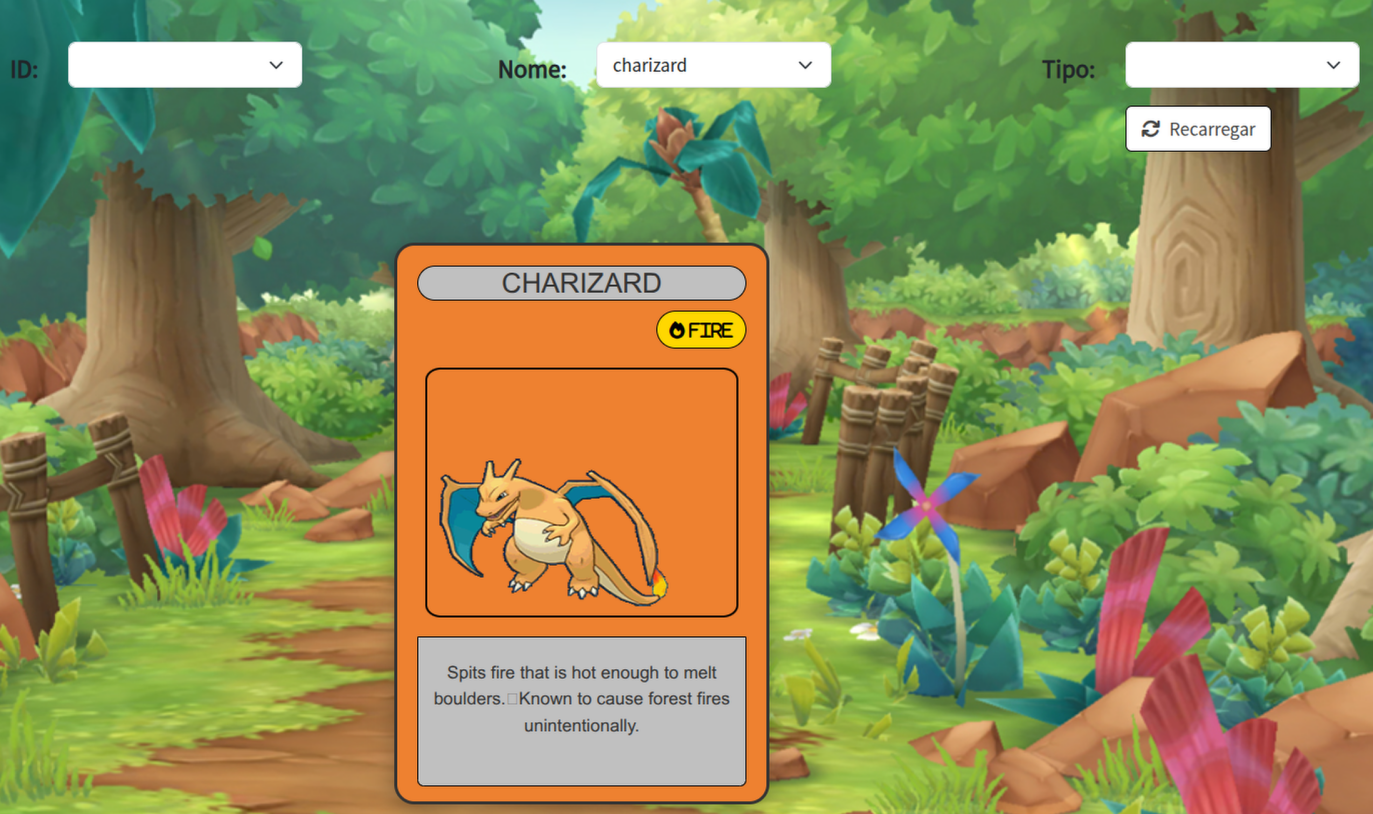 ID:
Nome: charizard
Tipo:
Recarregar
CHARIZARD
FIRE
Spits fire that is hot enough to melt
boulders.□Known to cause forest fires
unintentionally.